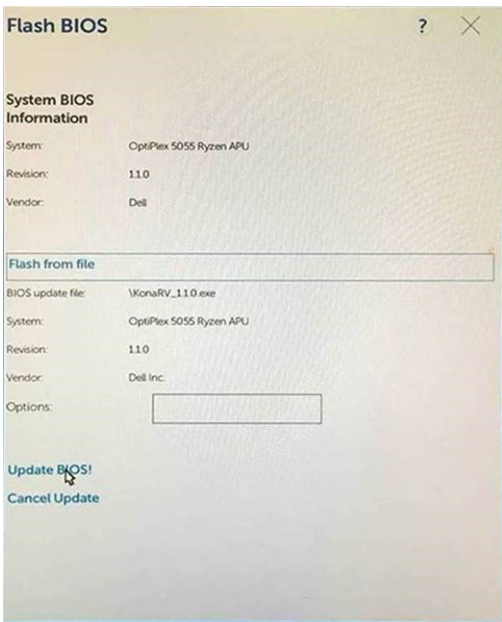 Flash BIOS ?
System BIOS
Information
System: OptiPlex 5055 Ryzen APU
Revision: 1.1.0
Vendor: Dell
Flash from file
BIOS update file: \KonaRV_1.1.0.exe
System: OptiPlex 5055 Ryzen APU
Revision: 1.1.0
Vendor: Dell Inc.
Options:
Update BIOS!
Cancel Update